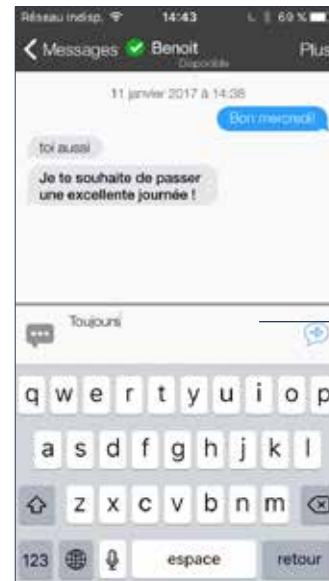 Réseau indisp. 14:43 69 %
Messages Benoit Plus
Disponible
11 janvier 2017 à 14:38
Bon mercredi!
toi aussi
Je te souhaite de passer
une excellente journée !
Toujours
q w e r t y u i o p
a s d f g h j k l
z x c v b n m
123 espace retour